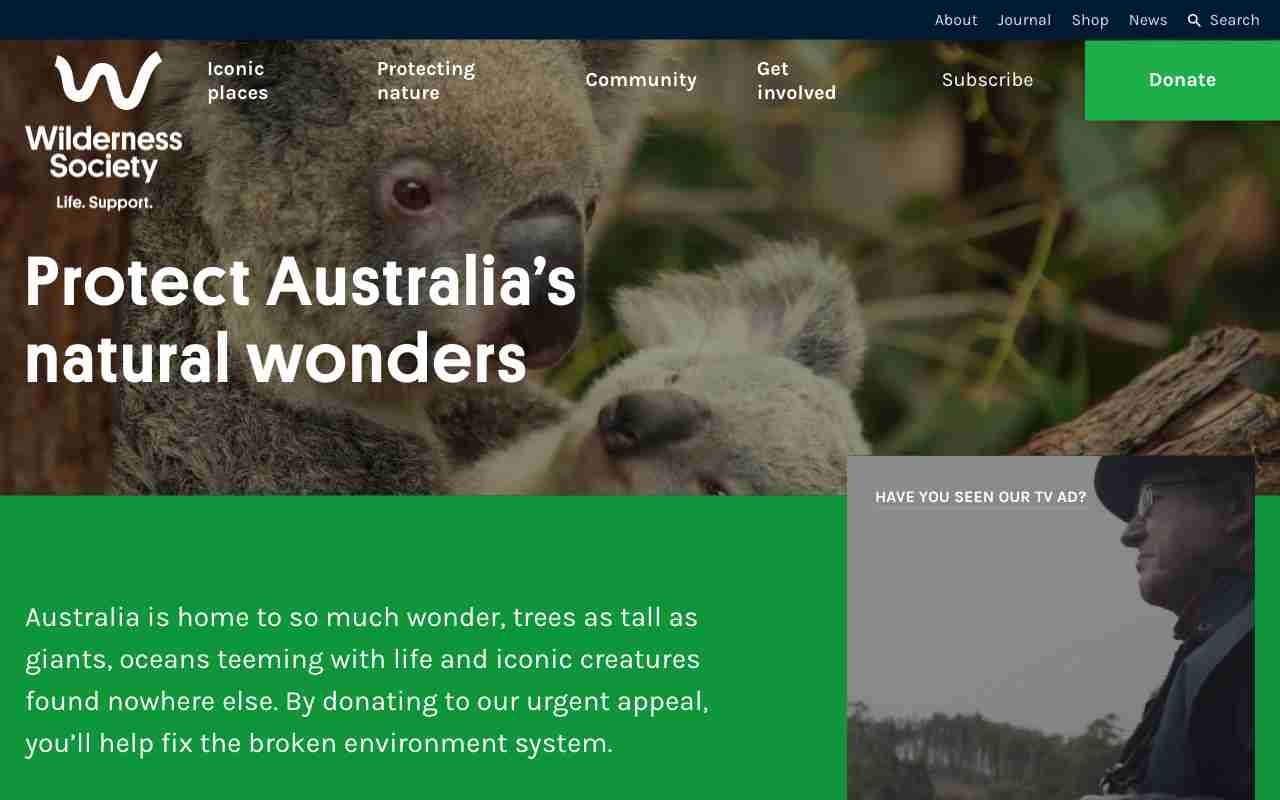 About Journal Shop News Search
Iconic places
Protecting nature
Community
Get involved
Subscribe
Donate
Wilderness
Society
Life. Support.
Protect Australia’s
natural wonders
HAVE YOU SEEN OUR TV AD?
Australia is home to so much wonder, trees as tall as
giants, oceans teeming with life and iconic creatures
found nowhere else. By donating to our urgent appeal,
you’ll help fix the broken environment system.